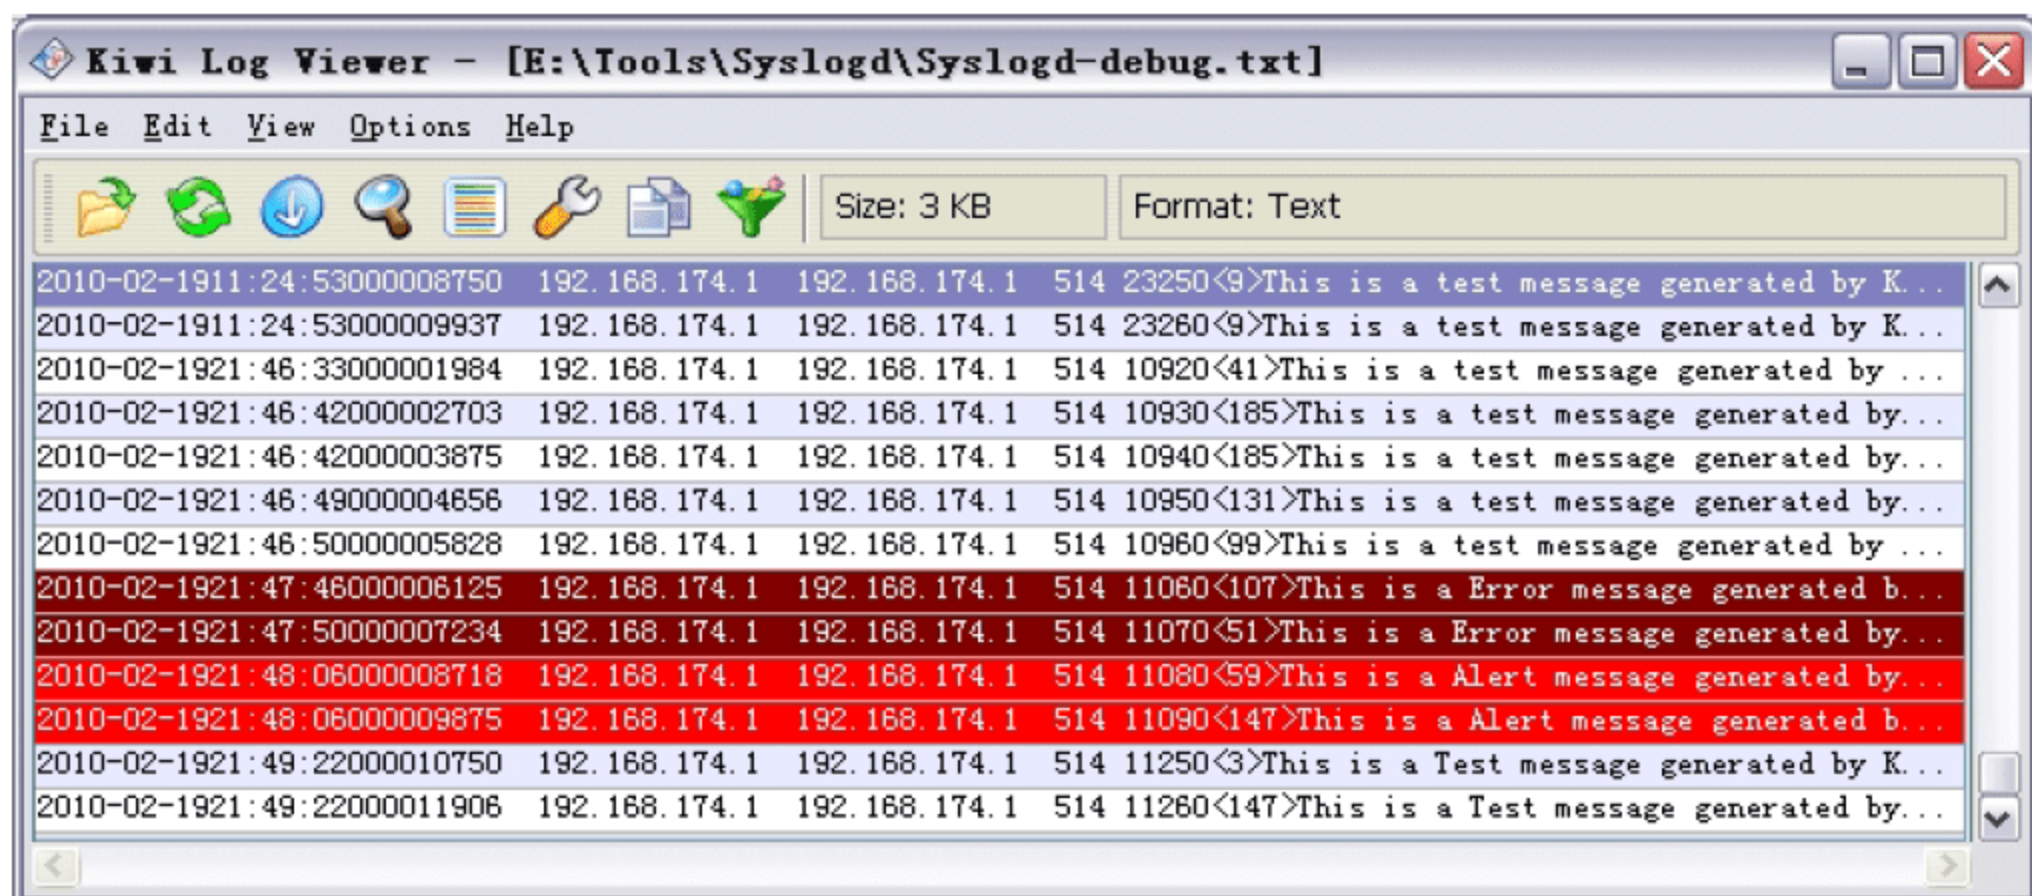 Kiwi Log Viewer - [E:\Tools\Syslogd\Syslogd-debug.txt]
File Edit View Options Help
Size: 3 KB Format: Text
2010-02-1911:24:53000008750 192.168.174.1 192.168.174.1 514 23250<9>This is a test message generated by K...
2010-02-1911:24:53000009937 192.168.174.1 192.168.174.1 514 23260<9>This is a test message generated by K...
2010-02-1921:46:33000001984 192.168.174.1 192.168.174.1 514 10920<41>This is a test message generated by ...
2010-02-1921:46:42000002703 192.168.174.1 192.168.174.1 514 10930<185>This is a test message generated by...
2010-02-1921:46:42000003875 192.168.174.1 192.168.174.1 514 10940<185>This is a test message generated by...
2010-02-1921:46:49000004656 192.168.174.1 192.168.174.1 514 10950<131>This is a test message generated by...
2010-02-1921:46:50000005828 192.168.174.1 192.168.174.1 514 10960<99>This is a test message generated by ...
2010-02-1921:47:46000006125 192.168.174.1 192.168.174.1 514 11060<107>This is a Error message generated b...
2010-02-1921:47:50000007234 192.168.174.1 192.168.174.1 514 11070<51>This is a Error message generated by...
2010-02-1921:48:06000008718 192.168.174.1 192.168.174.1 514 11080<59>This is a Alert message generated by...
2010-02-1921:48:06000009875 192.168.174.1 192.168.174.1 514 11090<147>This is a Alert message generated b...
2010-02-1921:49:22000010750 192.168.174.1 192.168.174.1 514 11250<3>This is a Test message generated by K...
2010-02-1921:49:22000011906 192.168.174.1 192.168.174.1 514 11260<147>This is a Test message generated by...